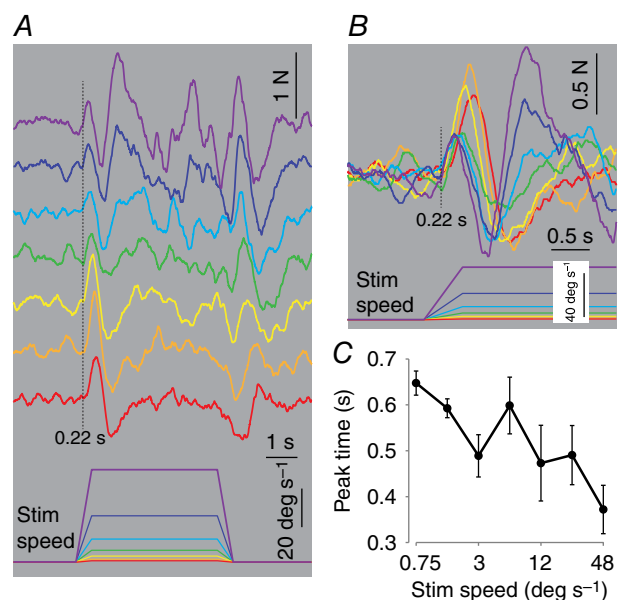 A
1 N
0.22 s
1 s
Stim
speed
20 deg s⁻¹
B
0.5 N
0.22 s
0.5 s
Stim
speed
40 deg s⁻¹
C
0.7
0.6
0.5
0.4
0.3
Peak time (s)
0.75 3 12 48
Stim speed (deg s⁻¹)